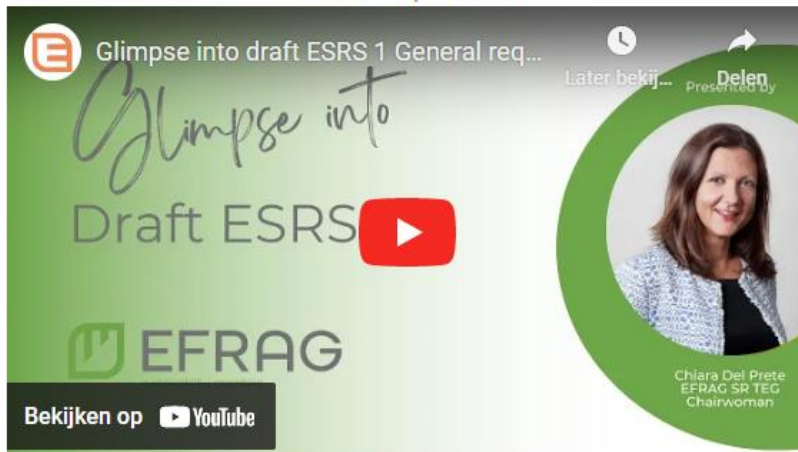 Glimpse into draft ESRS 1 General req...
Later bekij... Delen
Presented by
Glimpse into
Draft ESRS
EFRAG
Chiara Del Prete
EFRAG SR TEG
Chairwoman
Bekijken op YouTube